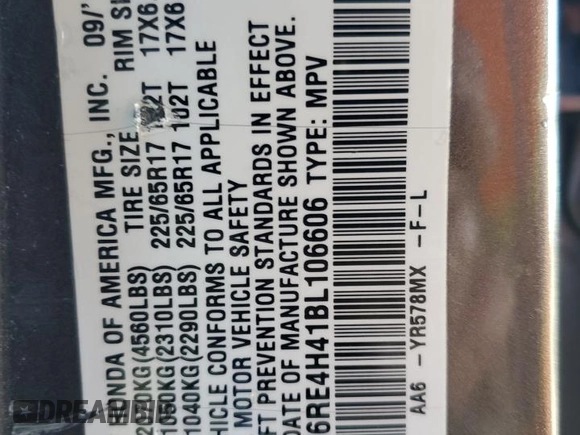 HONDA OF AMERICA MFG., INC. 09/
TIRE SIZE RIM SI
(4560LBS)
(2310LBS) 225/65R17 17X6
1040KG(2290LBS) 225/65R17 102T 17X6
HICLE CONFORMS TO ALL APPLICABLE
MOTOR VEHICLE SAFETY
FT PREVENTION STANDARDS IN EFFECT
DATE OF MANUFACTURE SHOWN ABOVE.
6RE4H41BL106606 TYPE: MPV
AA6 -YR578MX -F-L
DREAMBID